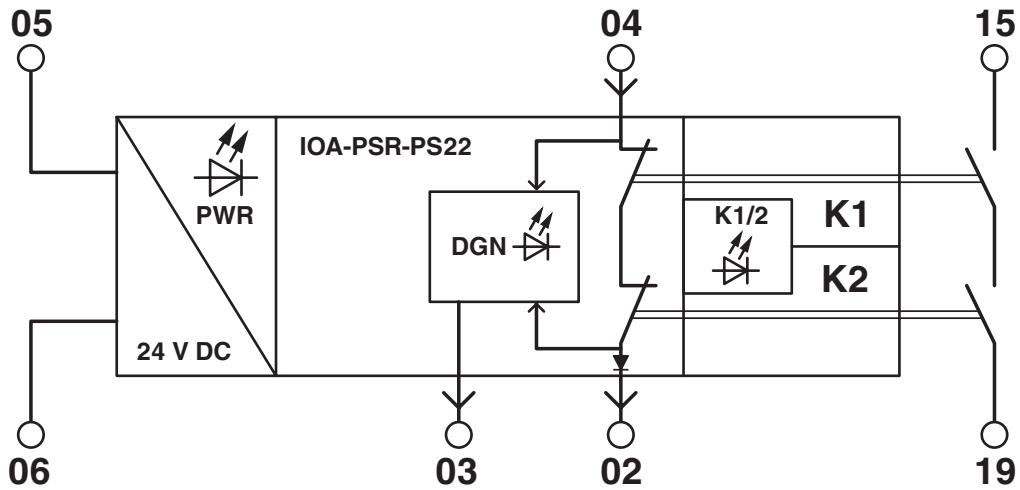 05
04
15
IOA-PSR-PS22
PWR
DGN
K1/2
K1
K2
24 V DC
06
03
02
19